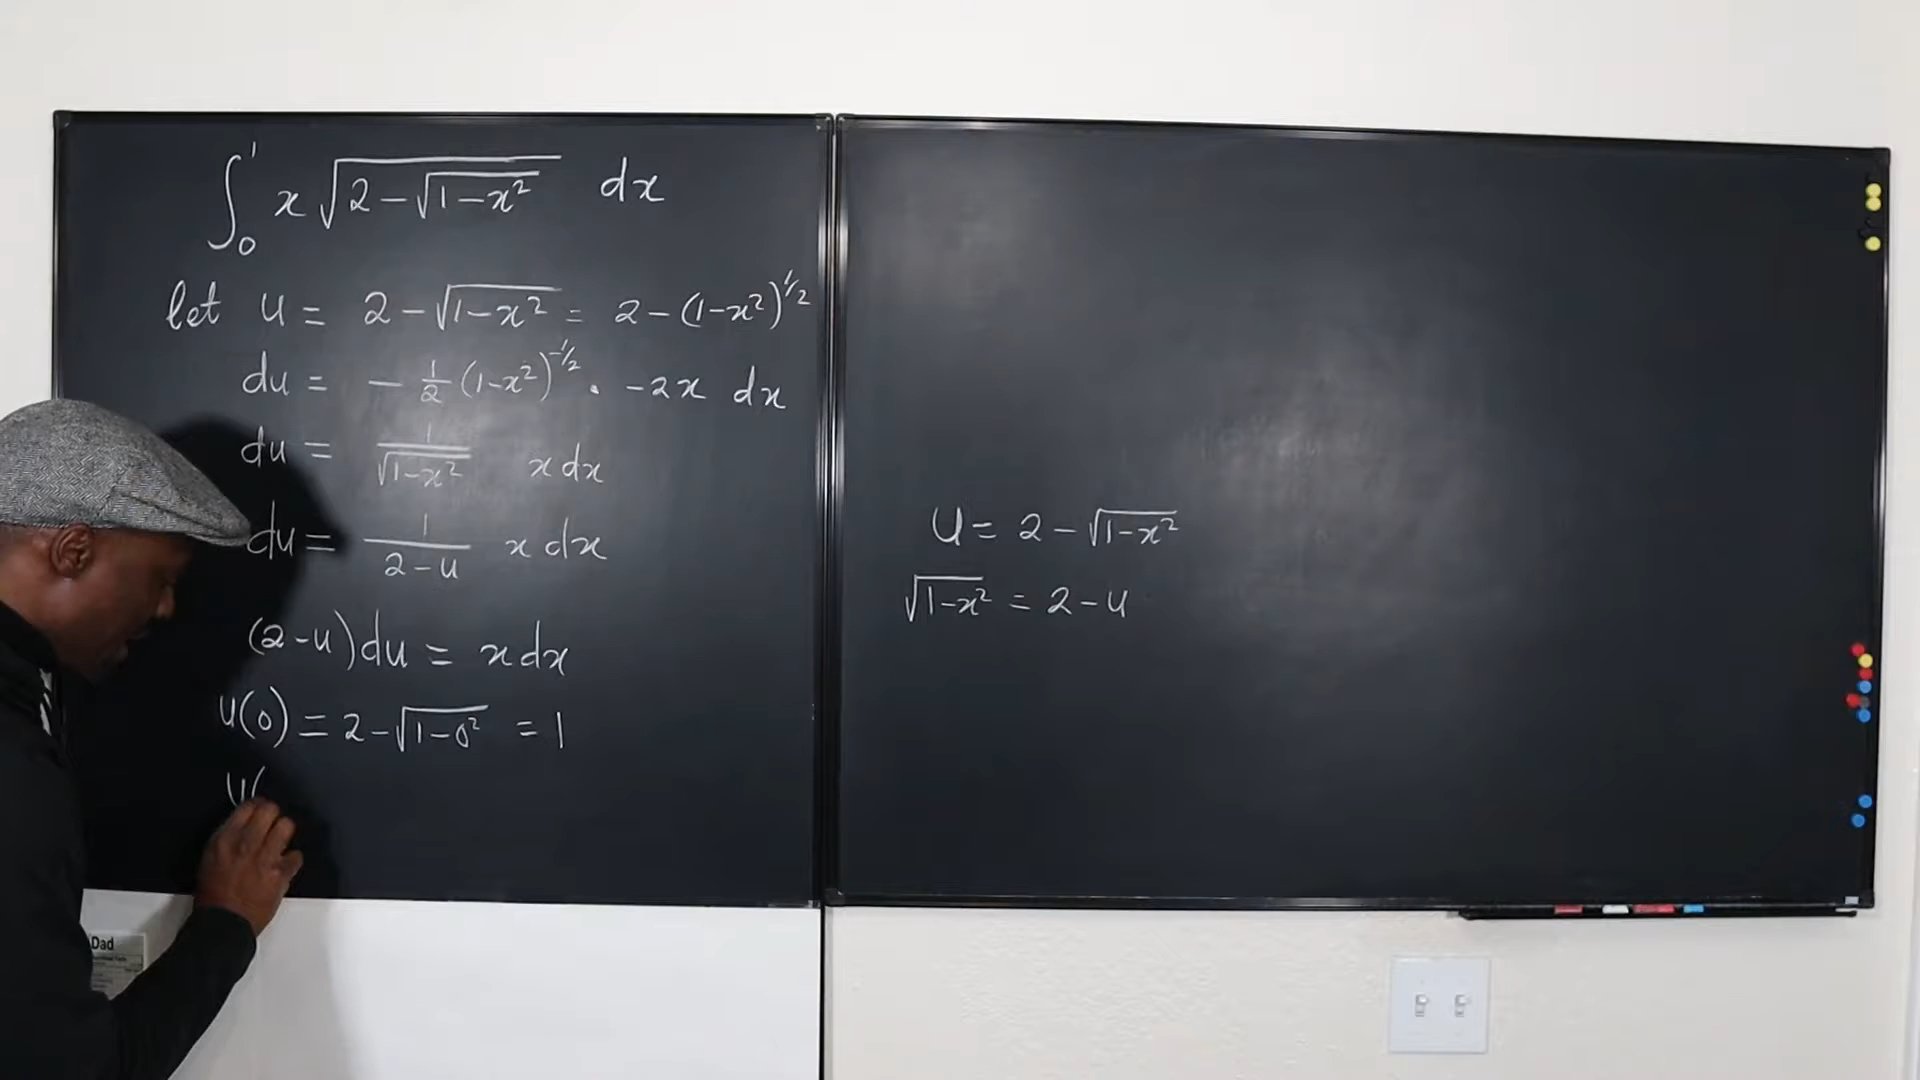 ∫₀¹ x √(2-√(1-x²)) dx
let u = 2-√(1-x²) = 2-(1-x²)^1/2
du = - 1/2 (1-x²)^-1/2 · -2x dx
du = 1/√(1-x²) x dx
du = 1/(2-u) x dx
(2-u)du = x dx
u(0) = 2-√(1-0²) = 1
u(
u = 2-√(1-x²)
√(1-x²) = 2-u
Dad